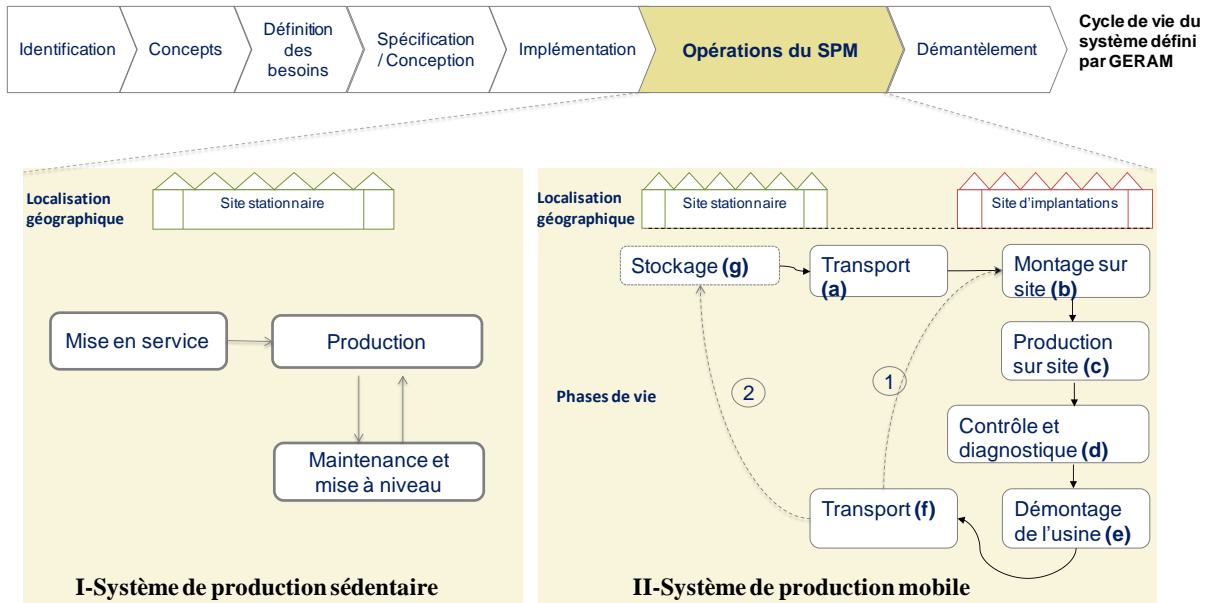 Identification
Concepts
Définition
des
besoins
Spécification
/ Conception
Implémentation
Opérations du SPM
Démantèlement
Cycle de vie du
système défini
par GERAM
Localisation
géographique
Site stationnaire
Mise en service
Production
Maintenance et
mise à niveau
I-Système de production sédentaire
Localisation
géographique
Site stationnaire
Site d'implantations
Phases de vie
Stockage (g)
Transport
(a)
Montage sur
site (b)
Production
sur site (c)
Contrôle et
diagnostique (d)
Démontage
de l'usine (e)
Transport (f)
1
2
II-Système de production mobile